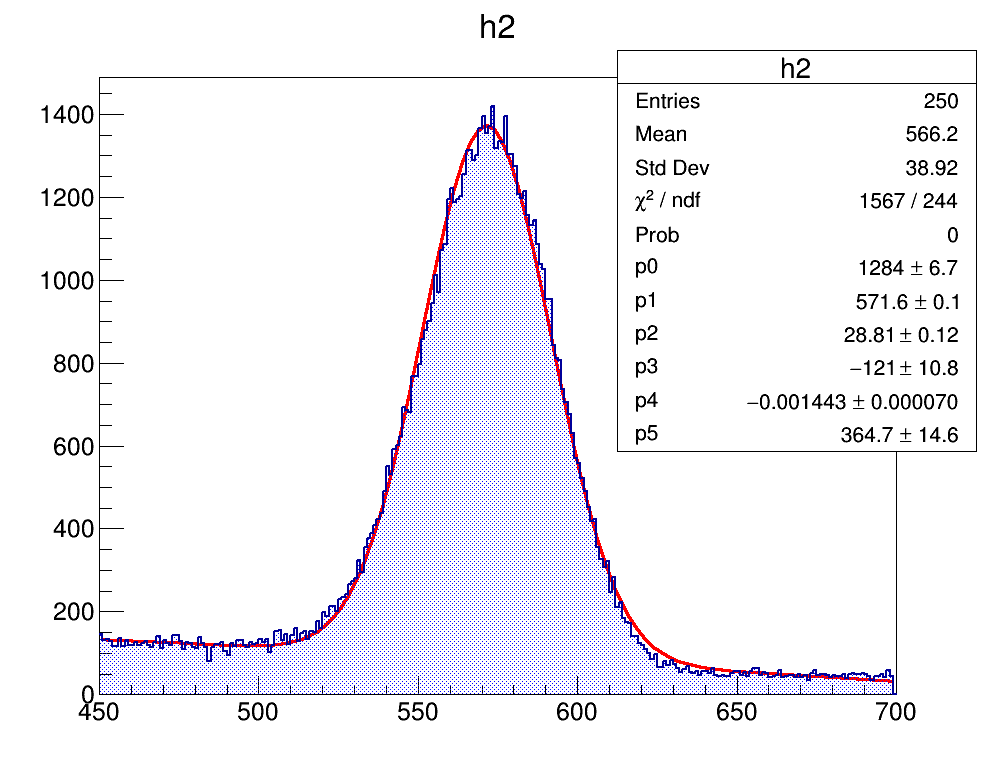 h2
h2
Entries 250
Mean 566.2
Std Dev 38.92
χ² / ndf 1567 / 244
Prob 0
p0 1284 ± 6.7
p1 571.6 ± 0.1
p2 28.81 ± 0.12
p3 −121 ± 10.8
p4 −0.001443 ± 0.000070
p5 364.7 ± 14.6
1400
1200
1000
800
600
400
200
0
450 500 550 600 650 700